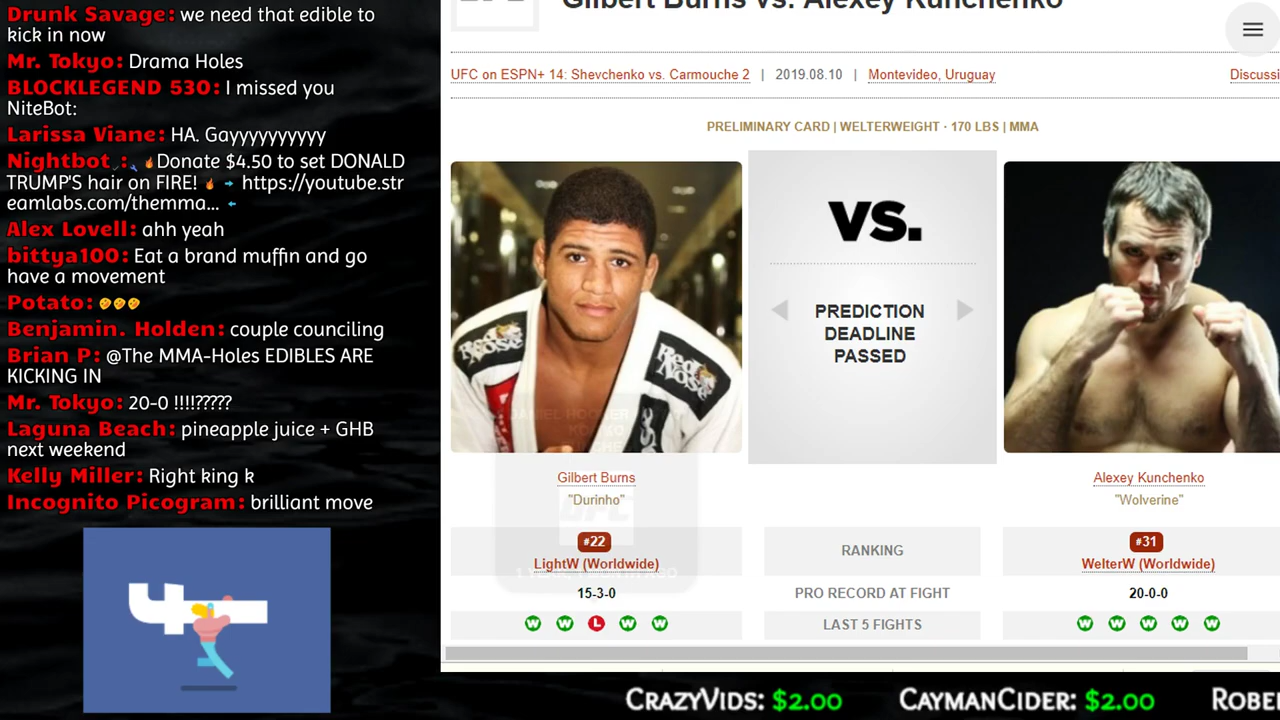 Drunk Savage: we need that edible to
kick in now
Mr. Tokyo: Drama Holes
BLOCKLEGEND 530: I missed you
NiteBot:
Larissa Viane: HA. Gayyyyyyyyyy
Nightbot : Donate $4.50 to set DONALD
TRUMP'S hair on FIRE! https://youtube.str
eamlabs.com/themma...
Alex Lovell: ahh yeah
bittya100: Eat a brand muffin and go
have a movement
Potato:
Benjamin. Holden: couple counciling
Brian P: @The MMA-Holes EDIBLES ARE
KICKING IN
Mr. Tokyo: 20-0 !!!!?????
Laguna Beach: pineapple juice + GHB
next weekend
Kelly Miller: Right king k
Incognito Picogram: brilliant move
Gilbert Burns vs. Alexey Kunchenko
UFC on ESPN+ 14: Shevchenko vs. Carmouche 2 | 2019.08.10 | Montevideo, Uruguay Discussi
PRELIMINARY CARD | WELTERWEIGHT · 170 LBS | MMA
VS.
PREDICTION
DEADLINE
PASSED
Red Nose Red Nose
Gilbert Burns Alexey Kunchenko
"Durinho" "Wolverine"
#22 RANKING #31
LightW (Worldwide) WelterW (Worldwide)
15-3-0 PRO RECORD AT FIGHT 20-0-0
W W L W W LAST 5 FIGHTS W W W W W
CRAZYVIDS: $2.00 CAYMANCIDER: $2.00 ROBE